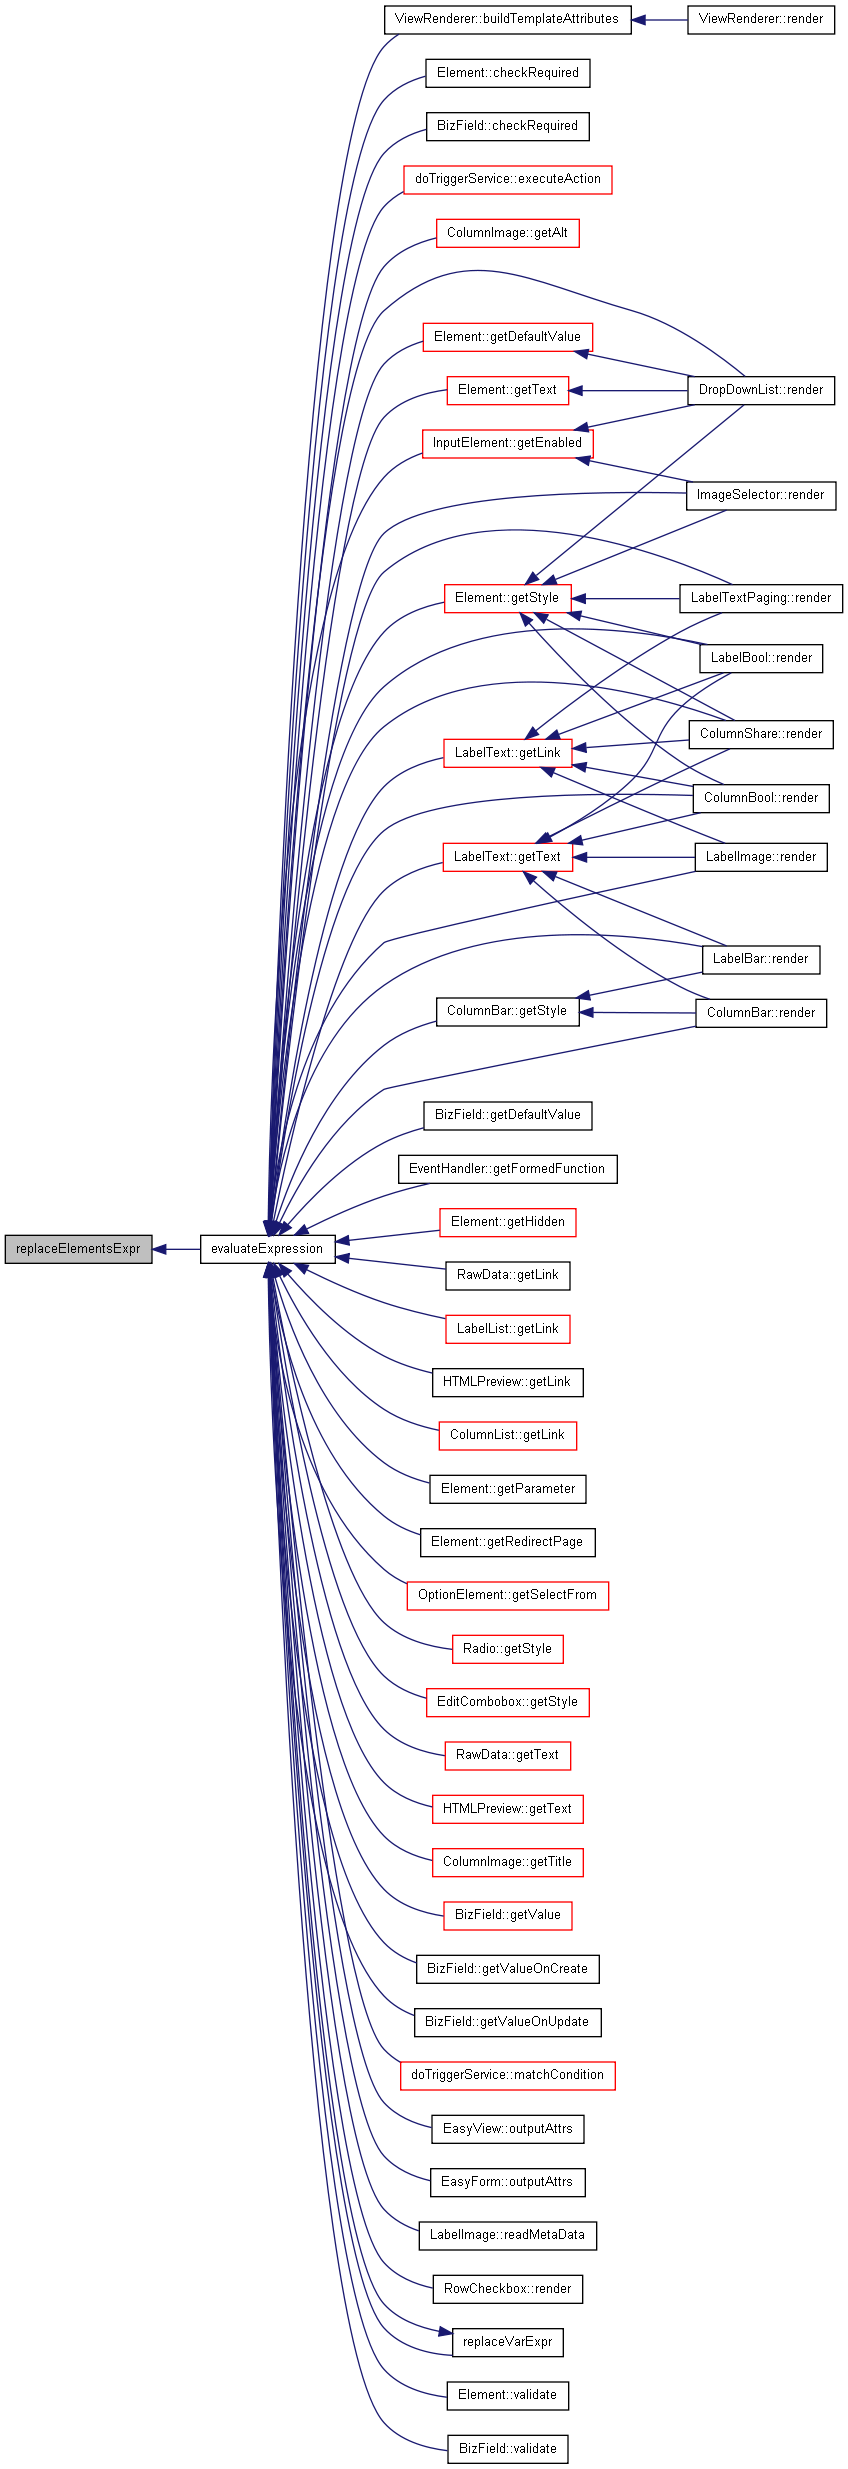 ViewRenderer::buildTemplateAttributes
ViewRenderer::render
Element::checkRequired
BizField::checkRequired
doTriggerService::executeAction
ColumnImage::getAlt
Element::getDefaultValue
Element::getText
DropDownList::render
InputElement::getEnabled
ImageSelector::render
Element::getStyle
LabelTextPaging::render
LabelBool::render
ColumnShare::render
LabelText::getLink
ColumnBool::render
LabelText::getText
LabelImage::render
LabelBar::render
ColumnBar::getStyle
ColumnBar::render
BizField::getDefaultValue
EventHandler::getFormedFunction
Element::getHidden
replaceElementsExpr
evaluateExpression
RawData::getLink
LabelList::getLink
HTMLPreview::getLink
ColumnList::getLink
Element::getParameter
Element::getRedirectPage
OptionElement::getSelectFrom
Radio::getStyle
EditCombobox::getStyle
RawData::getText
HTMLPreview::getText
ColumnImage::getTitle
BizField::getValue
BizField::getValueOnCreate
BizField::getValueOnUpdate
doTriggerService::matchCondition
EasyView::outputAttrs
EasyForm::outputAttrs
LabelImage::readMetaData
RowCheckbox::render
replaceVarExpr
Element::validate
BizField::validate